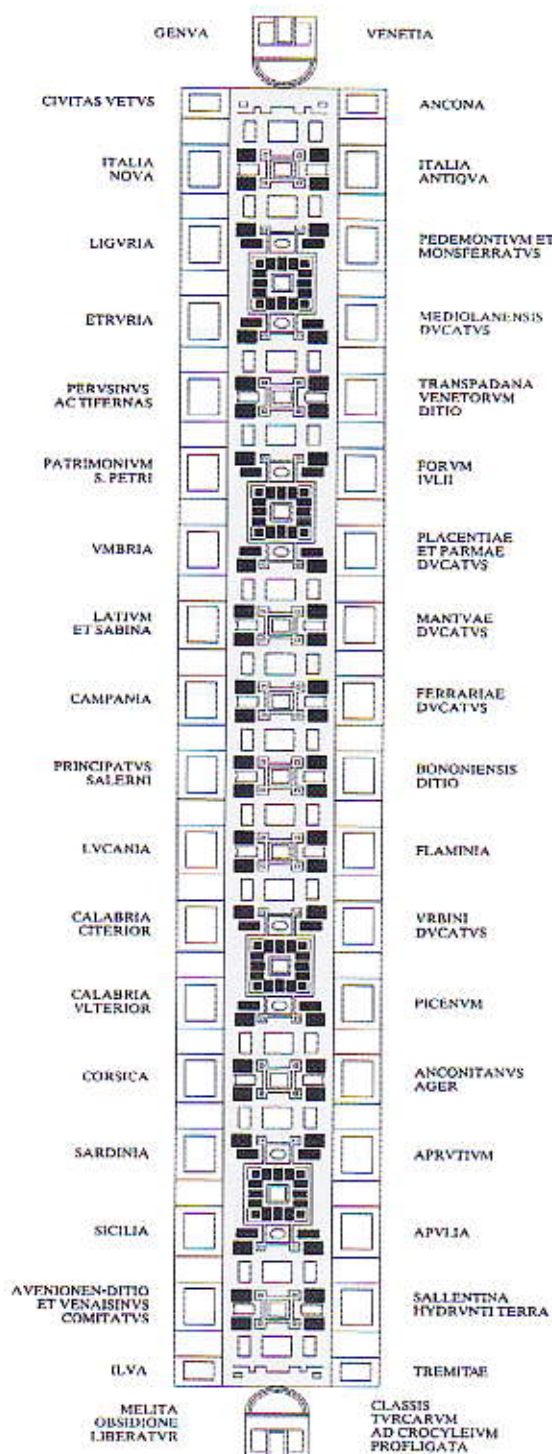 GENVA
VENETIA
CIVITAS VETVS
ANCONA
ITALIA
NOVA
ITALIA
ANTIQVA
LIGVRIA
PEDEMONTIVM ET
MONSFERRATVS
ETRVRIA
MEDIOLANENSIS
DVCATVS
PERVSINVS
AC TIFERNAS
TRANSPADANA
VENETORVM
DITIO
PATRIMONIVM
S. PETRI
FORVM
IVLII
VMBRIA
PLACENTIAE
ET PARMAE
DVCATVS
LATIVM
ET SABINA
MANTVAE
DVCATVS
CAMPANIA
FERRARIAE
DVCATVS
PRINCIPATVS
SALERNI
BONONIENSIS
DITIO
LVCANIA
FLAMINIA
CALABRIA
CITERIOR
VRBINI
DVCATVS
CALABRIA
VLTERIOR
PICENVM
CORSICA
ANCONITANVS
AGER
SARDINIA
APRVTIVM
SICILIA
APVLIA
AVENIONEN-DITIO
ET VENAISINVS
COMITATVS
SALLENTINA
HYDRVNTI TERRA
ILVA
TREMITAE
MELITA
OBSIDIONE
LIBERATVR
CLASSIS
TVRCARVM
AD CROCYLEIVM
PROFLIGATA